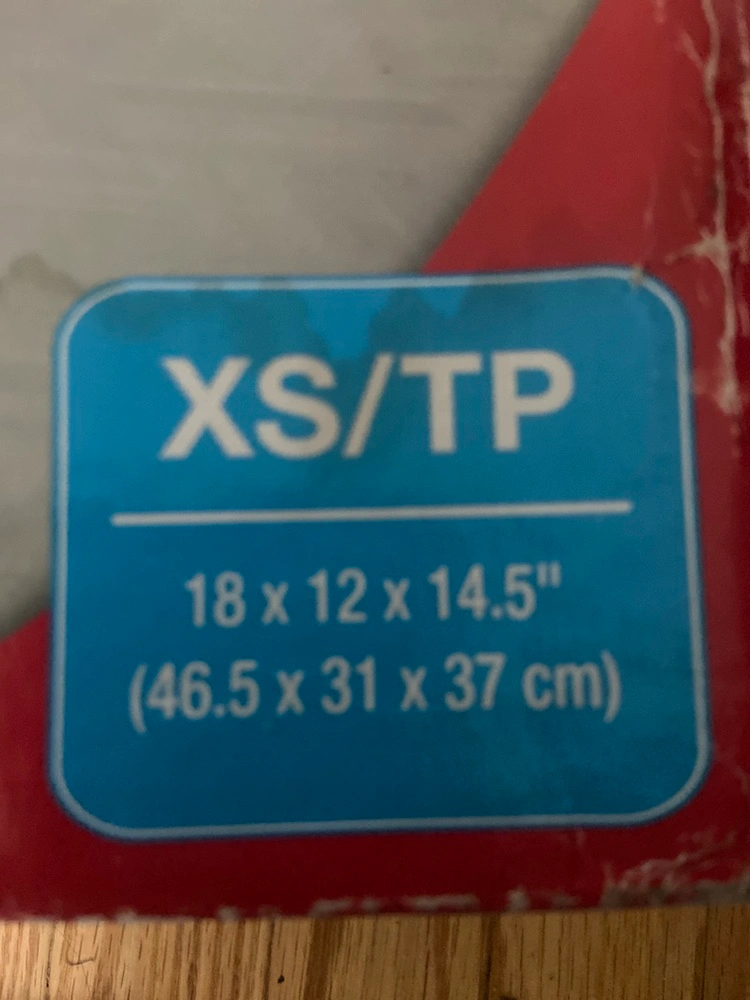 XS/TP
18 x 12 x 14.5"
(46.5 x 31 x 37 cm)